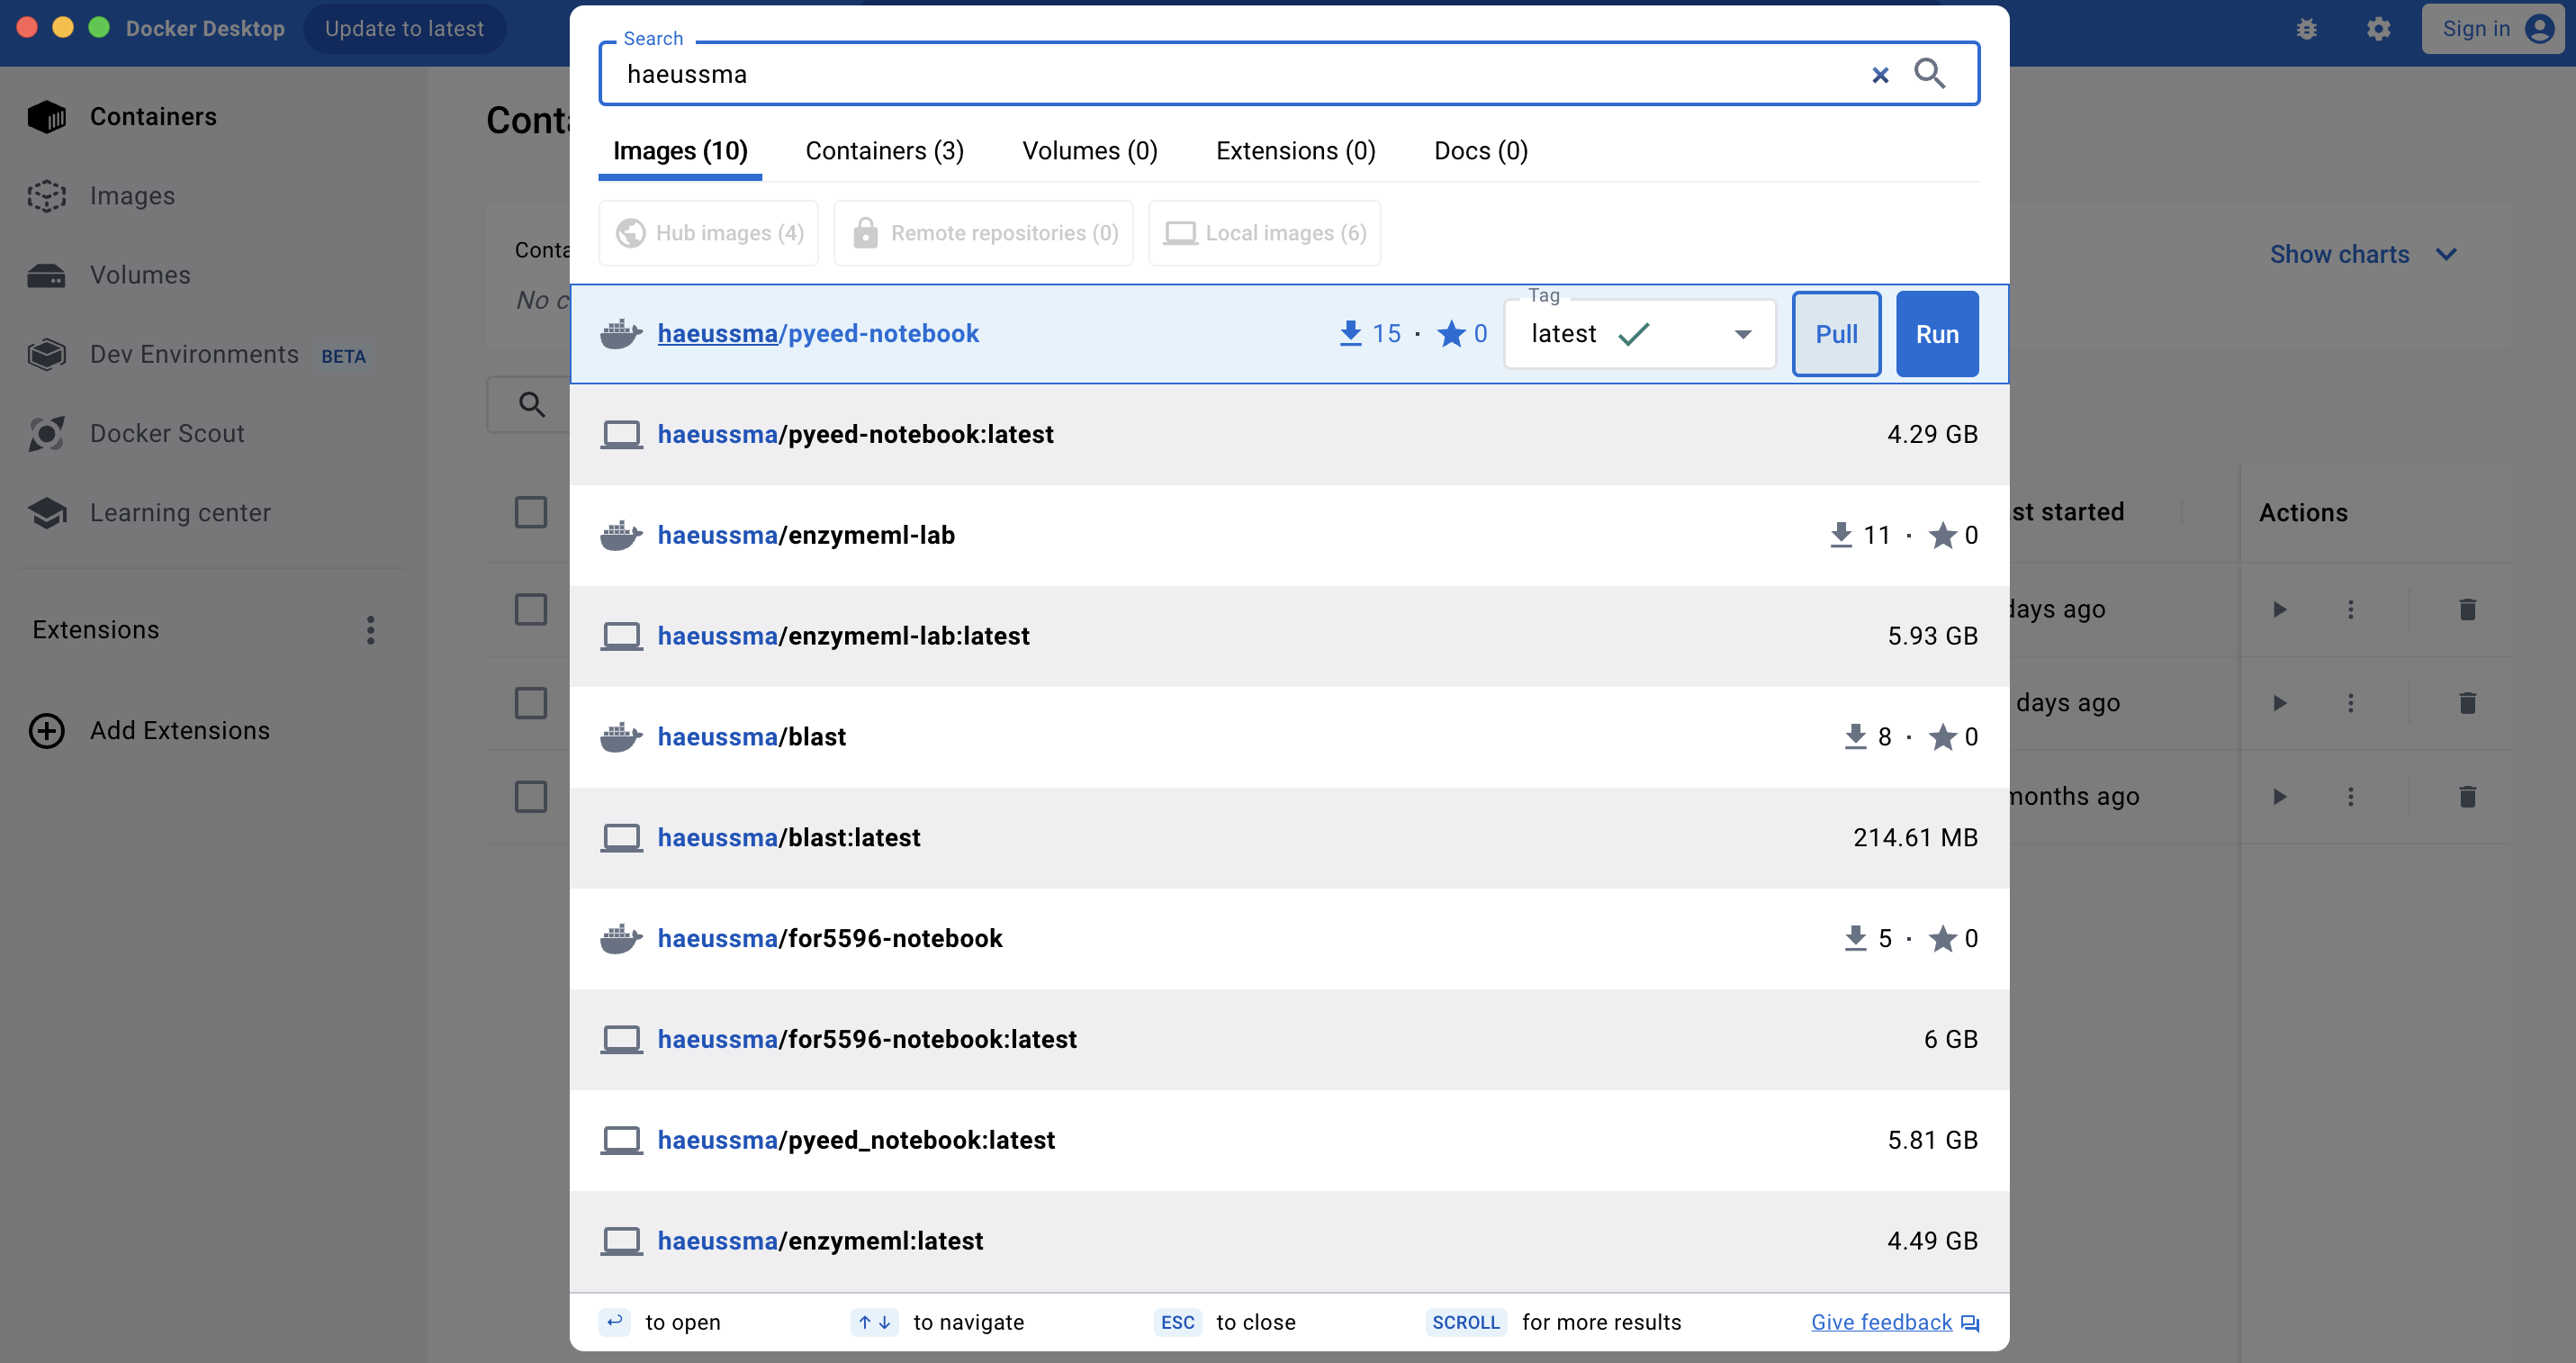 Docker Desktop
Update to latest
Sign in
Containers
Images
Volumes
Dev Environments BETA
Docker Scout
Learning center
Extensions
Add Extensions
Search
haeussma
Images (10) Containers (3) Volumes (0) Extensions (0) Docs (0)
Hub images (4) Remote repositories (0) Local images (6)
haeussma/pyeed-notebook 15 · 0 Tag latest Pull Run
haeussma/pyeed-notebook:latest 4.29 GB
haeussma/enzymeml-lab 11 · 0
haeussma/enzymeml-lab:latest 5.93 GB
haeussma/blast 8 · 0
haeussma/blast:latest 214.61 MB
haeussma/for5596-notebook 5 · 0
haeussma/for5596-notebook:latest 6 GB
haeussma/pyeed_notebook:latest 5.81 GB
haeussma/enzymeml:latest 4.49 GB
to open ↑ ↓ to navigate ESC to close SCROLL for more results Give feedback
Show charts
started Actions
days ago
days ago
months ago